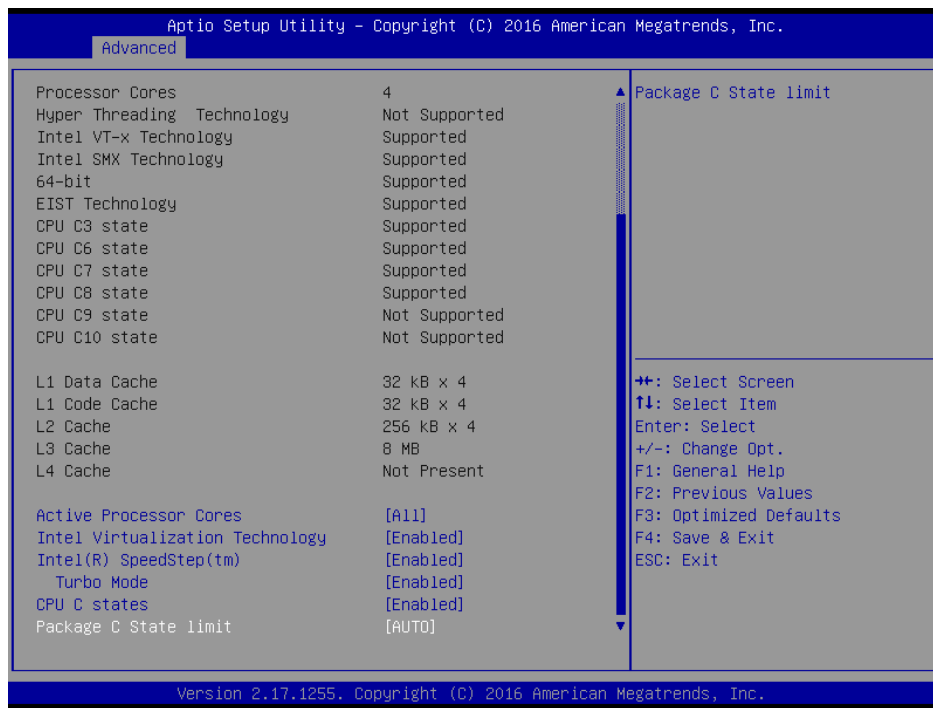 Aptio Setup Utility – Copyright (C) 2016 American Megatrends, Inc.
Advanced
Processor Cores 4
Hyper Threading Technology Not Supported
Intel VT-x Technology Supported
Intel SMX Technology Supported
64-bit Supported
EIST Technology Supported
CPU C3 state Supported
CPU C6 state Supported
CPU C7 state Supported
CPU C8 state Supported
CPU C9 state Not Supported
CPU C10 state Not Supported
L1 Data Cache 32 kB x 4
L1 Code Cache 32 kB x 4
L2 Cache 256 kB x 4
L3 Cache 8 MB
L4 Cache Not Present
Active Processor Cores [All]
Intel Virtualization Technology [Enabled]
Intel(R) SpeedStep(tm) [Enabled]
Turbo Mode [Enabled]
CPU C states [Enabled]
Package C State limit [AUTO]
Package C State limit
→←: Select Screen
↑↓: Select Item
Enter: Select
+/-: Change Opt.
F1: General Help
F2: Previous Values
F3: Optimized Defaults
F4: Save & Exit
ESC: Exit
Version 2.17.1255. Copyright (C) 2016 American Megatrends, Inc.